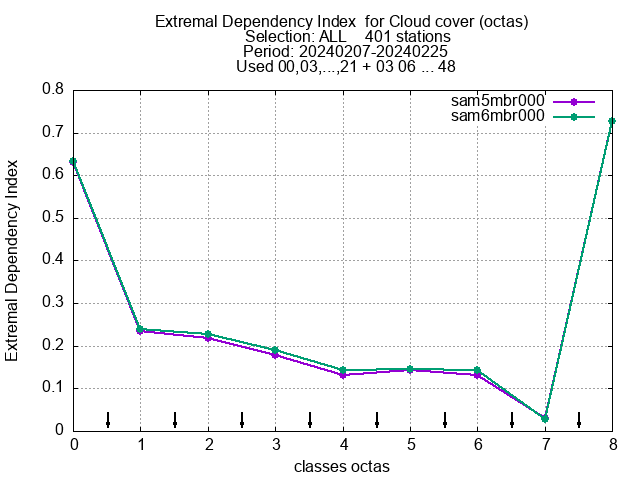 Extremal Dependency Index  for Cloud cover (octas)
Selection: ALL    401 stations
Period: 20240207-20240225
Used 00,03,...,21 + 03 06 ... 48
sam5mbr000
sam6mbr000
0.8
0.7
0.6
0.5
0.4
0.3
0.2
0.1
0
Extremal Dependency Index
0 1 2 3 4 5 6 7 8
classes octas